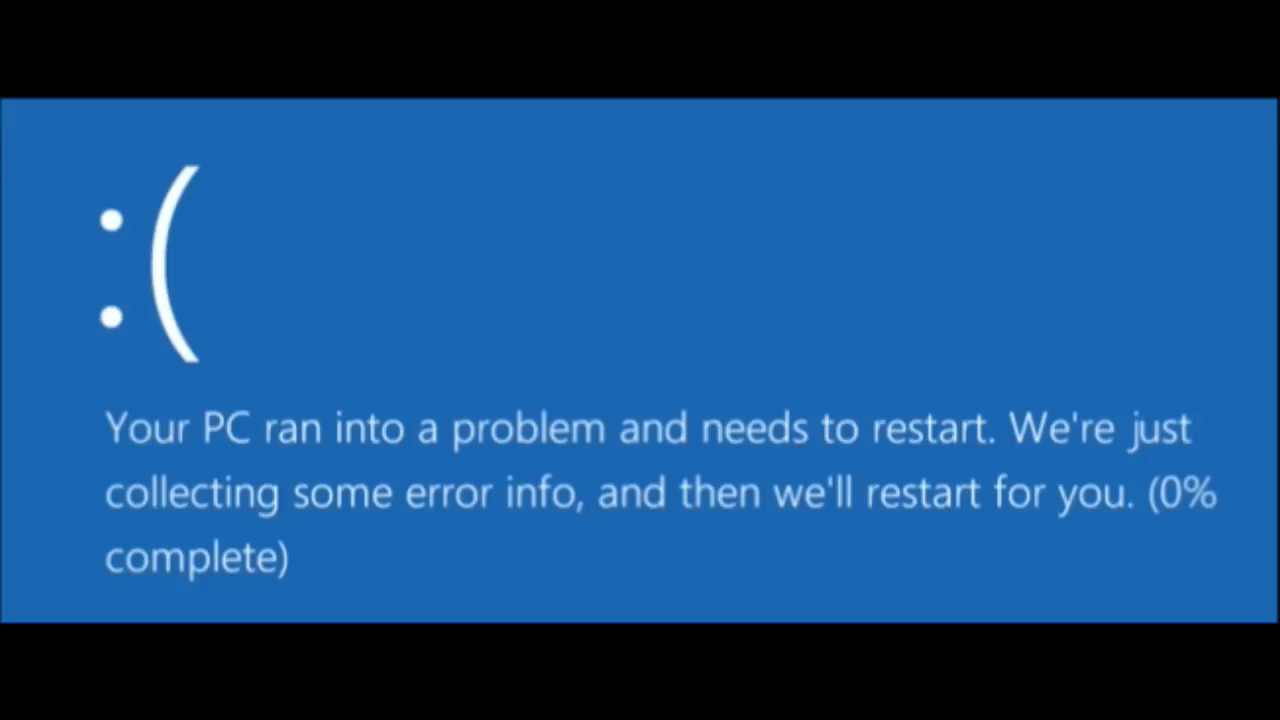 :(
Your PC ran into a problem and needs to restart. We're just
collecting some error info, and then we'll restart for you. (0%
complete)